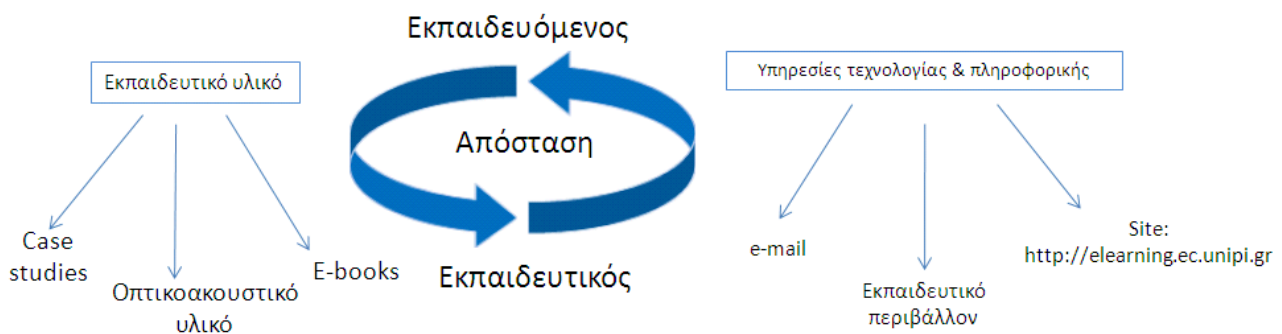 Εκπαιδευόμενος
Εκπαιδευτικό υλικό
Υπηρεσίες τεχνολογίας & πληροφορικής
Απόσταση
Case
studies
Οπτικοακουστικό
υλικό
E-books
Εκπαιδευτικός
e-mail
Εκπαιδευτικό
περιβάλλον
Site:
http://elearning.ec.unipi.gr